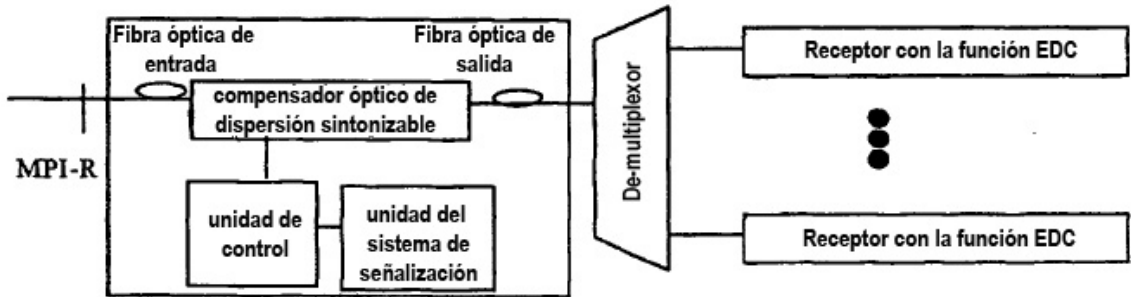 Fibra óptica de
entrada
Fibra óptica de
salida
compensador óptico de
dispersión sintonizable
MPI-R
unidad de
control
unidad del
sistema de
señalización
De-multiplexor
Receptor con la función EDC
Receptor con la función EDC